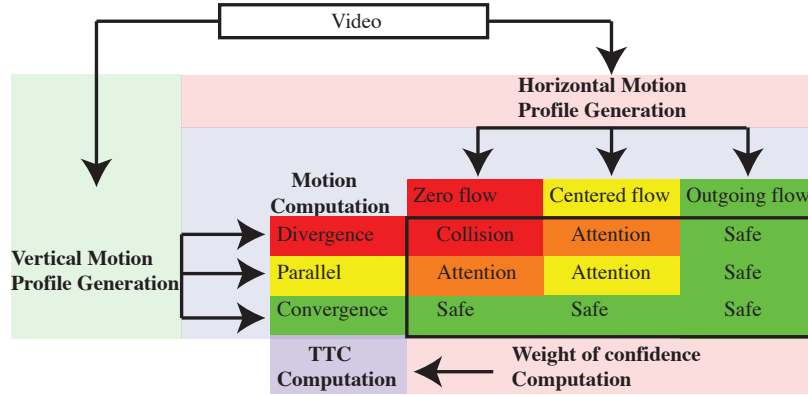 Video
Horizontal Motion
Profile Generation
Motion
Computation
Zero flow
Centered flow
Outgoing flow
Vertical Motion
Profile Generation
Divergence
Collision
Attention
Safe
Parallel
Attention
Attention
Safe
Convergence
Safe
Safe
Safe
TTC
Computation
Weight of confidence
Computation